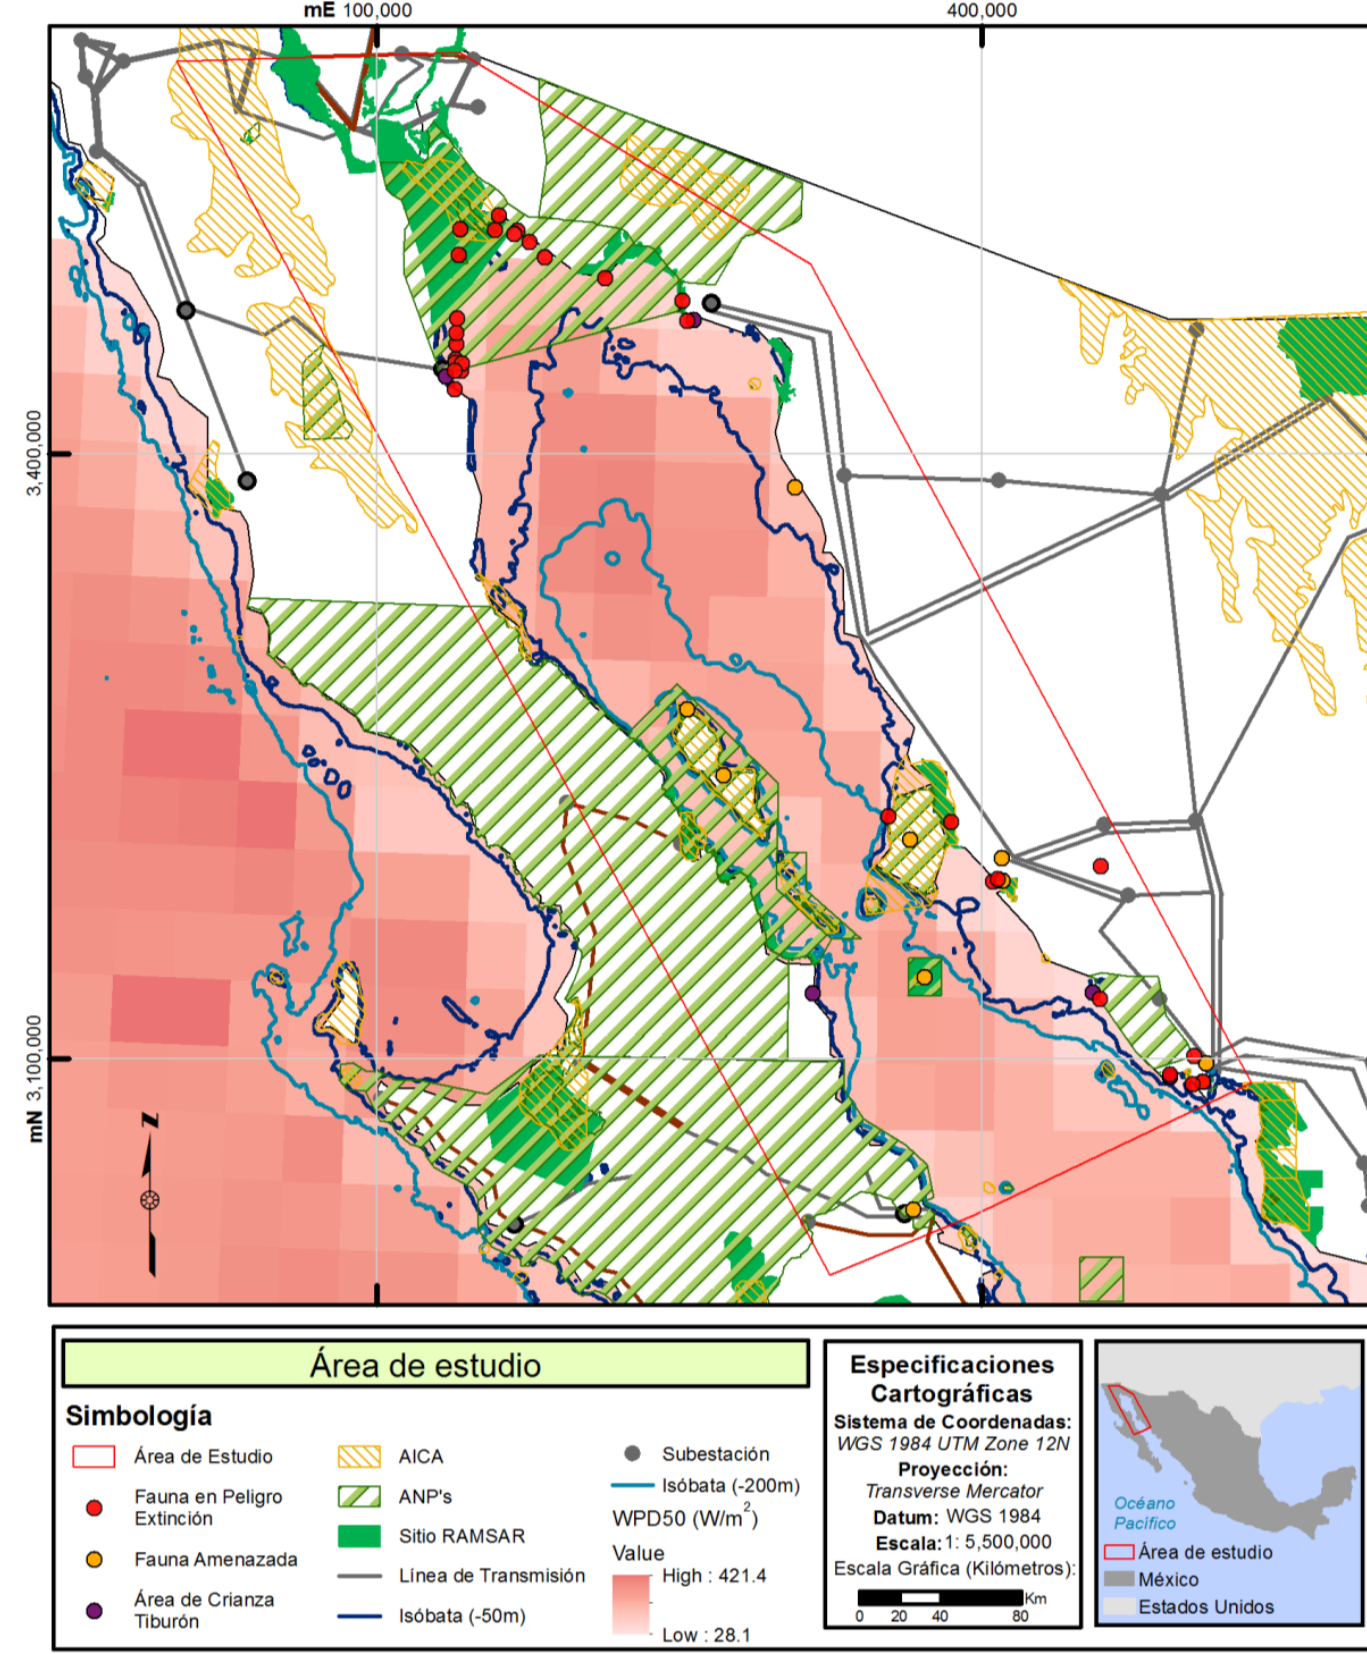 mE 100,000
400,000
3,400,000
mN 3,100,000
z
Área de estudio
Simbología
Área de Estudio
Fauna en Peligro
Extinción
Fauna Amenazada
Área de Crianza
Tiburón
AICA
ANP's
Sitio RAMSAR
Línea de Transmisión
Isóbata (-50m)
Subestación
Isóbata (-200m)
WPD50 (W/m²)
Value
High : 421.4
Low : 28.1
Especificaciones
Cartográficas
Sistema de Coordenadas:
WGS 1984 UTM Zone 12N
Proyección:
Transverse Mercator
Datum: WGS 1984
Escala: 1: 5,500,000
Escala Gráfica (Kilómetros):
Km
0 20 40 80
Océano
Pacífico
Área de estudio
México
Estados Unidos